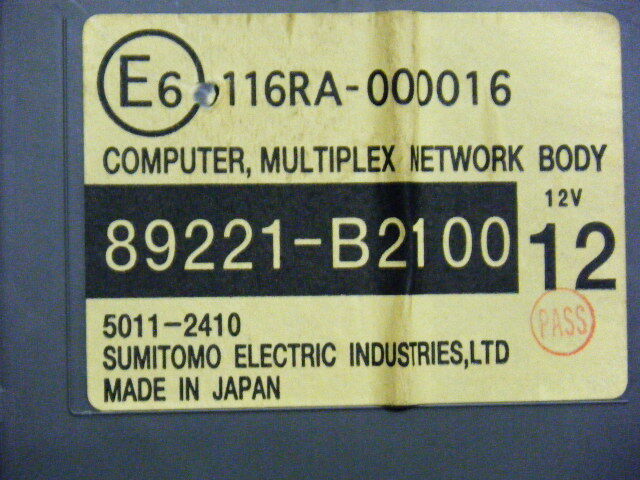 E6 116RA-000016
COMPUTER, MULTIPLEX NETWORK BODY
89221-B2100
12V
12
PASS
5011-2410
SUMITOMO ELECTRIC INDUSTRIES,LTD
MADE IN JAPAN